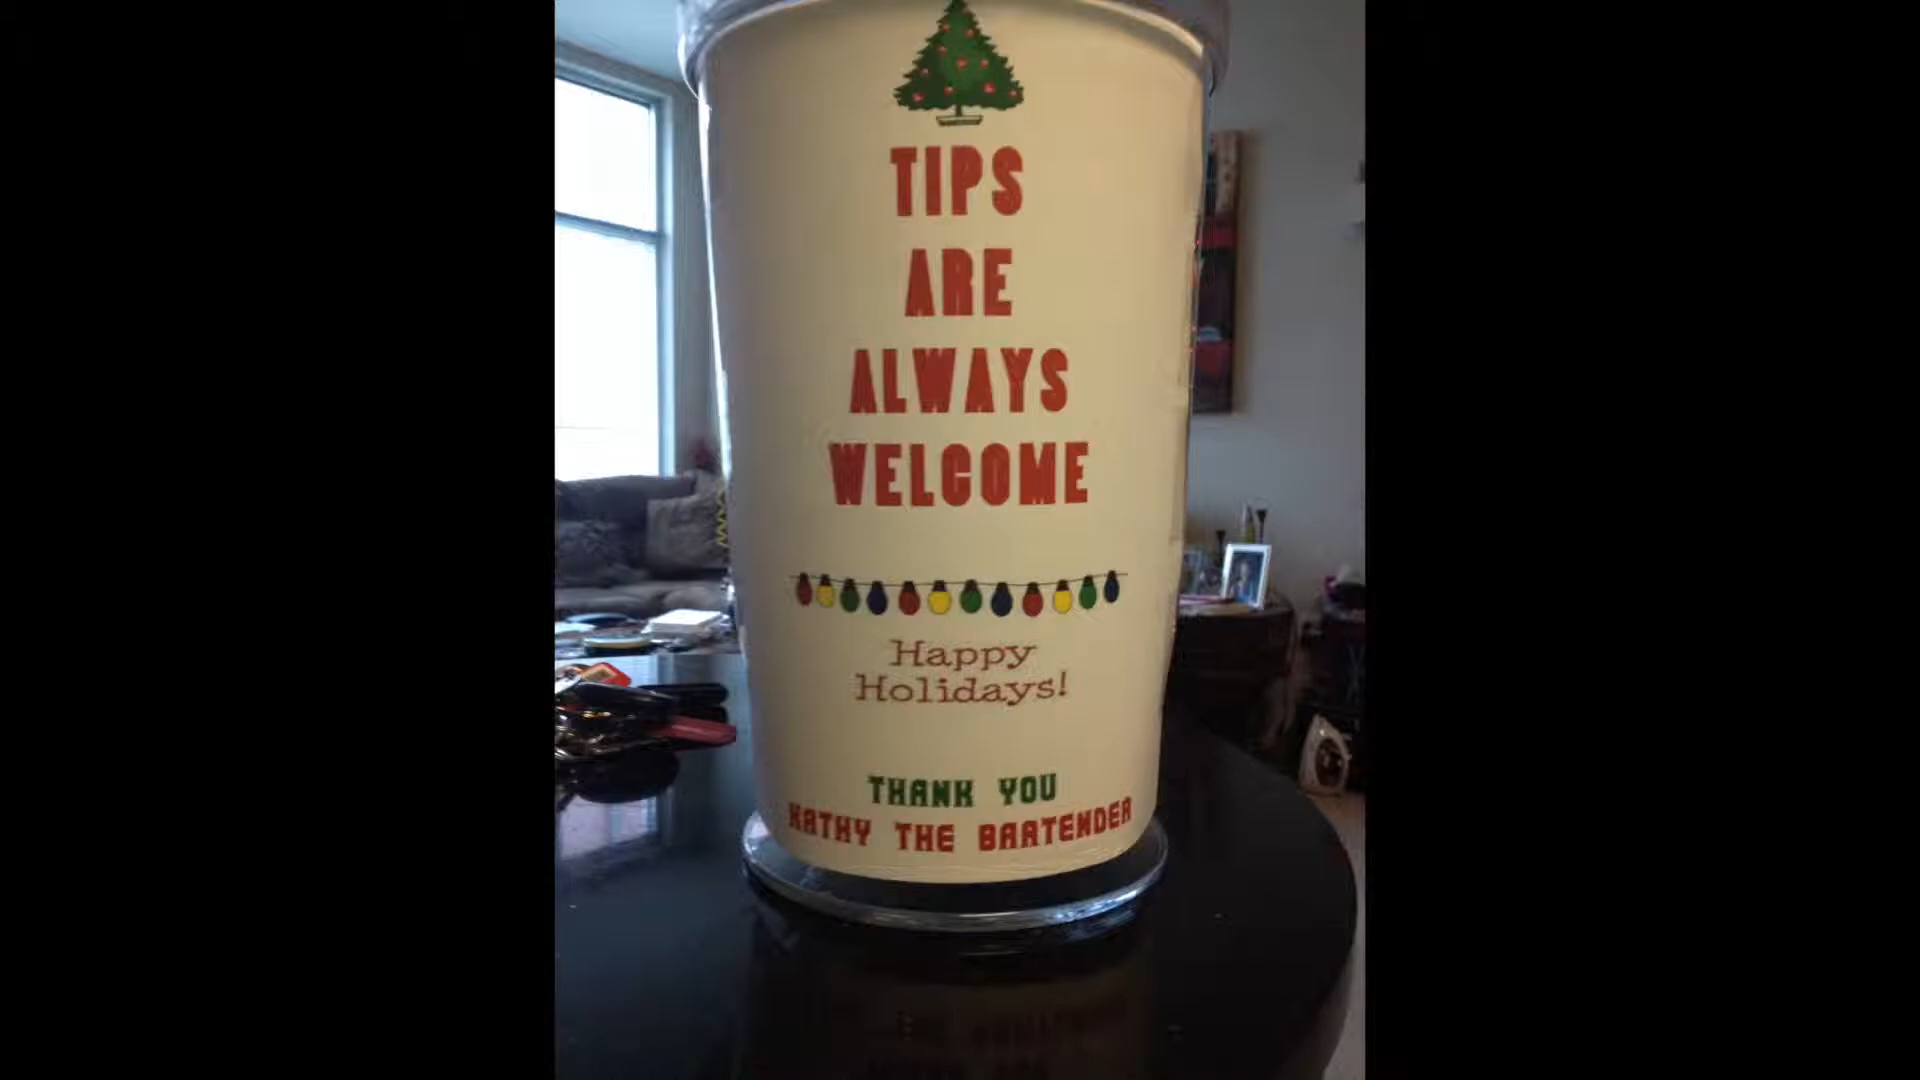 TIPS
ARE
ALWAYS
WELCOME
Happy
Holidays!
THANK YOU
KATHY THE BARTENDER